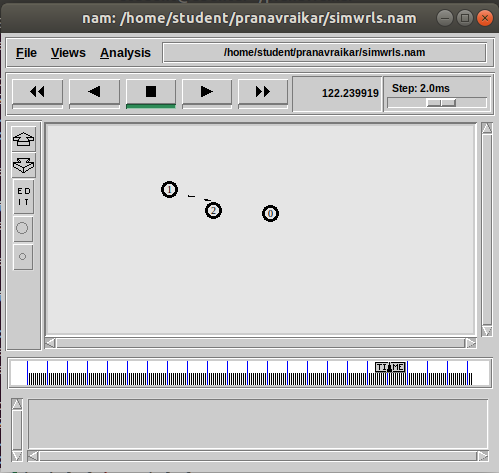 nam: /home/student/pranavraikar/simwrls.nam
File Views Analysis /home/student/pranavraikar/simwrls.nam
122.239919 Step: 2.0ms
ED
IT
1
2
0
TIME